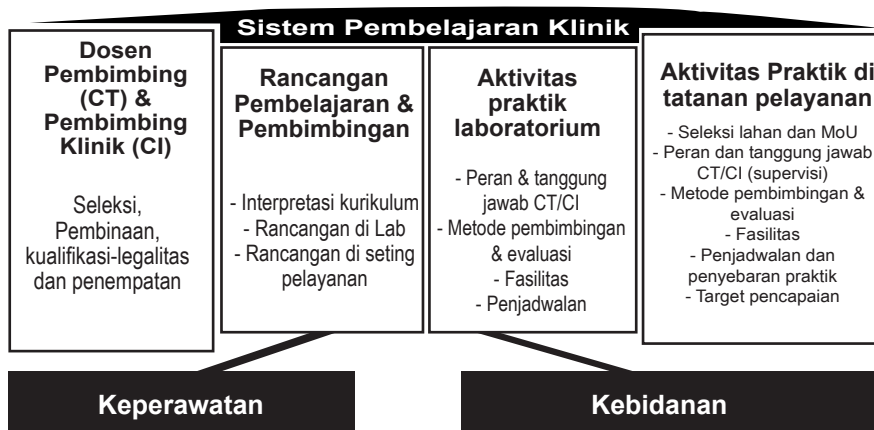 Sistem Pembelajaran Klinik
Dosen
Pembimbing
(CT) &
Pembimbing
Klinik (CI)
Seleksi,
Pembinaan,
kualifikasi-legalitas
dan penempatan
Rancangan
Pembelajaran &
Pembimbingan
- Interpretasi kurikulum
- Rancangan di Lab
- Rancangan di seting
pelayanan
Aktivitas
praktik
laboratorium
- Peran & tanggung
jawab CT/CI
- Metode pembimbingan
& evaluasi
- Fasilitas
- Penjadwalan
Aktivitas Praktik di
tatanan pelayanan
- Seleksi lahan dan MoU
- Peran dan tanggung jawab
CT/CI (supervisi)
- Metode pembimbingan &
evaluasi
- Fasilitas
- Penjadwalan dan
penyebaran praktik
- Target pencapaian
Keperawatan
Kebidanan